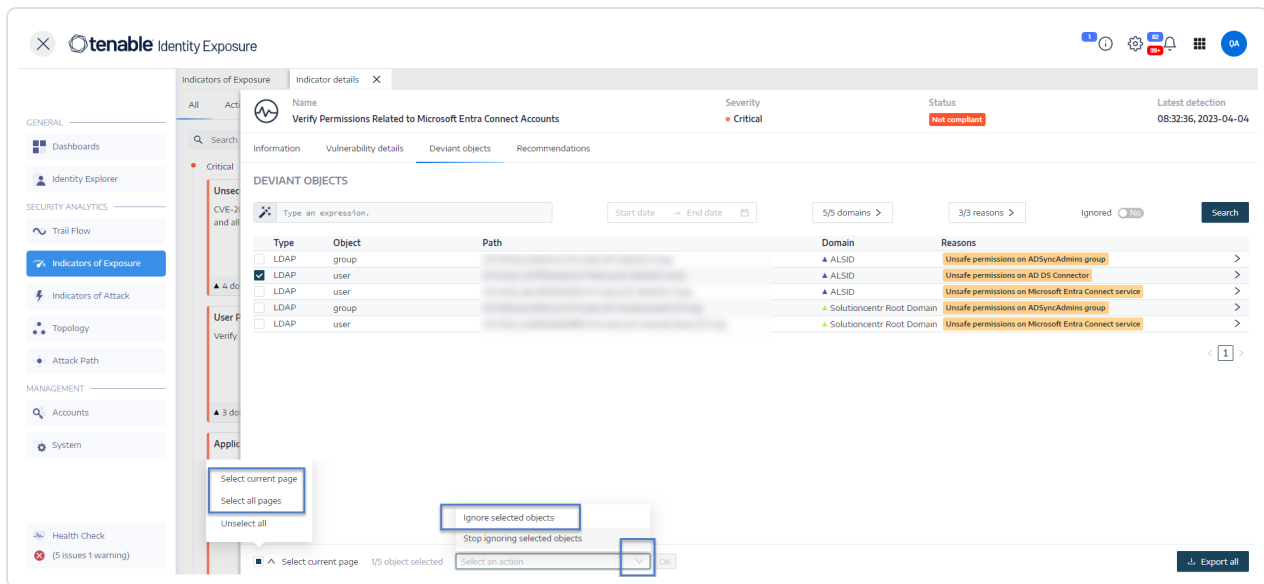 tenable Identity Exposure
1
82
99+
OA
Indicators of Exposure
Indicator details
GENERAL
Dashboards
Identity Explorer
SECURITY ANALYTICS
Trail Flow
Indicators of Exposure
Indicators of Attack
Topology
Attack Path
MANAGEMENT
Accounts
System
Health Check
(5 issues 1 warning)
All Acti
Search
Critical
Unsec
CVE-2
and all
4 do
User P
Verify
3 do
Applic
Name Severity Status Latest detection
Verify Permissions Related to Microsoft Entra Connect Accounts Critical Not compliant 08:32:36, 2023-04-04
Information Vulnerability details Deviant objects Recommendations
DEVIANT OBJECTS
Type an expression. Start date → End date 5/5 domains > 3/3 reasons > Ignored No Search
Type Object Path Domain Reasons
LDAP group ALSID Unsafe permissions on ADSyncAdmins group
LDAP user ALSID Unsafe permissions on AD DS Connector
LDAP user ALSID Unsafe permissions on Microsoft Entra Connect service
LDAP group Solutioncentr Root Domain Unsafe permissions on ADSyncAdmins group
LDAP user Solutioncentr Root Domain Unsafe permissions on Microsoft Entra Connect service
< 1 >
Select current page
Select all pages
Unselect all
Ignore selected objects
Stop ignoring selected objects
Select current page 1/5 object selected Select an action OK Export all